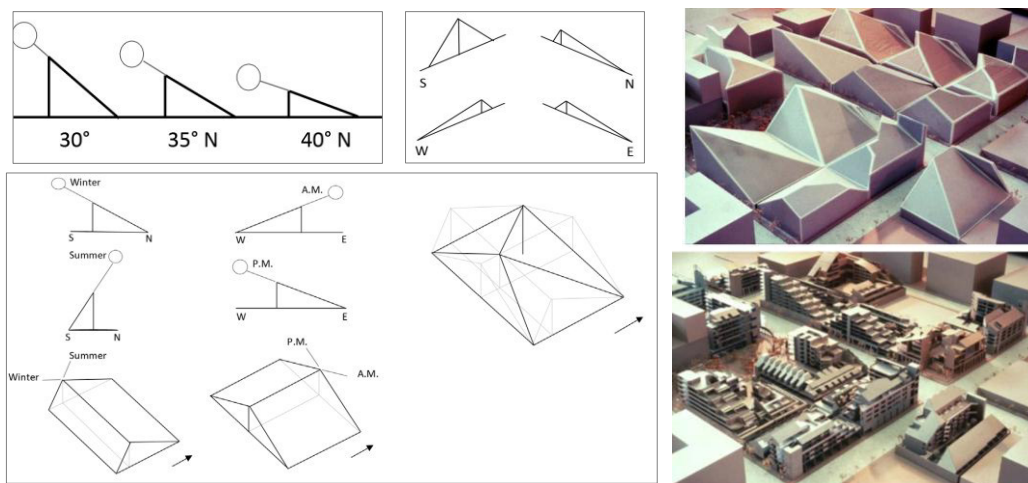 30° 35° N 40° N
S N
W E
Winter A.M.
S N W E
Summer P.M.
S N W E
Summer
Winter
P.M.
A.M.